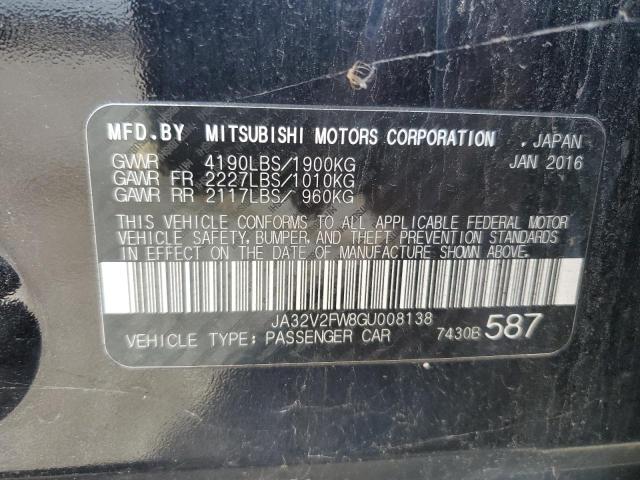 MFD.BY MITSUBISHI MOTORS CORPORATION , JAPAN
GVWR 4190LBS/1900KG JAN 2016
GAWR FR 2227LBS/1010KG
GAWR RR 2117LBS/ 960KG
THIS VEHICLE CONFORMS TO ALL APPLICABLE FEDERAL MOTOR
VEHICLE SAFETY, BUMPER, AND THEFT PREVENTION STANDARDS
IN EFFECT ON THE DATE OF MANUFACTURE SHOWN ABOVE.
JA32V2FW8GU008138
VEHICLE TYPE: PASSENGER CAR 7430B 587